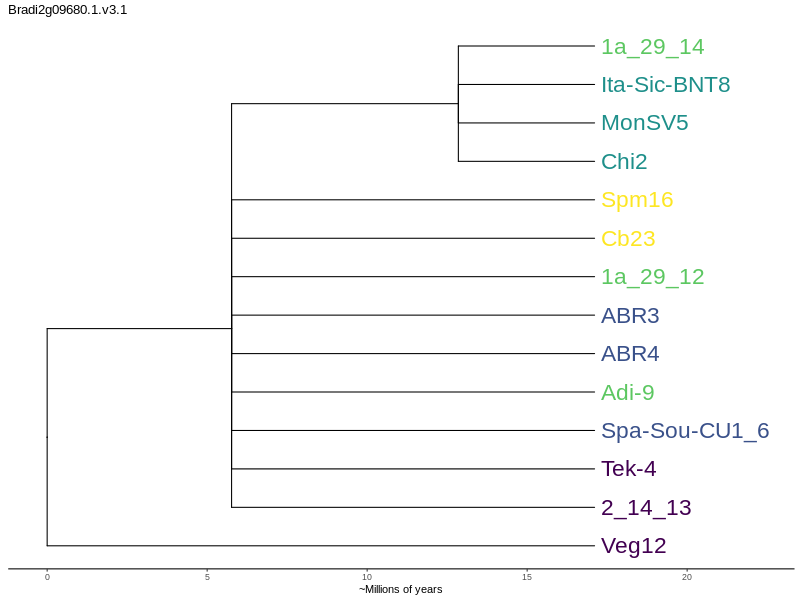 Bradi2g09680.1.v3.1
1a_29_14
Ita-Sic-BNT8
MonSV5
Chi2
Spm16
Cb23
1a_29_12
ABR3
ABR4
Adi-9
Spa-Sou-CU1_6
Tek-4
2_14_13
Veg12
0 5 10 15 20
~Millions of years